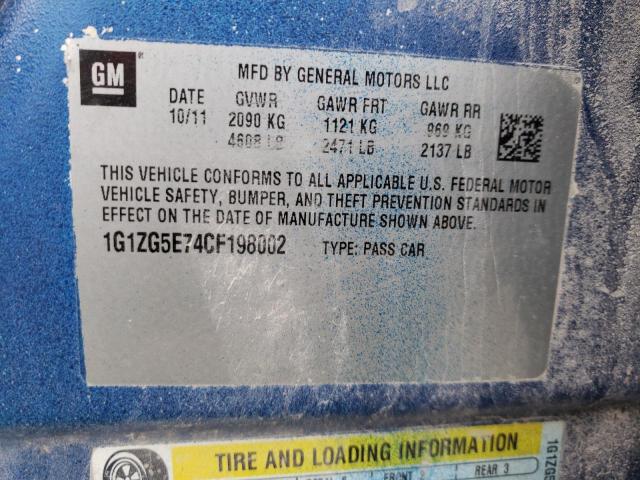 GM
MFD BY GENERAL MOTORS LLC
DATE GVWR GAWR FRT GAWR RR
10/11 2090 KG 1121 KG 969 KG
4608 LB 2471 LB 2137 LB
THIS VEHICLE CONFORMS TO ALL APPLICABLE U.S. FEDERAL MOTOR
VEHICLE SAFETY, BUMPER, AND THEFT PREVENTION STANDARDS IN
EFFECT ON THE DATE OF MANUFACTURE SHOWN ABOVE.
1G1ZG5E74CF198002 TYPE: PASS CAR
TIRE AND LOADING INFORMATION
FRONT REAR 3
1G1ZG5